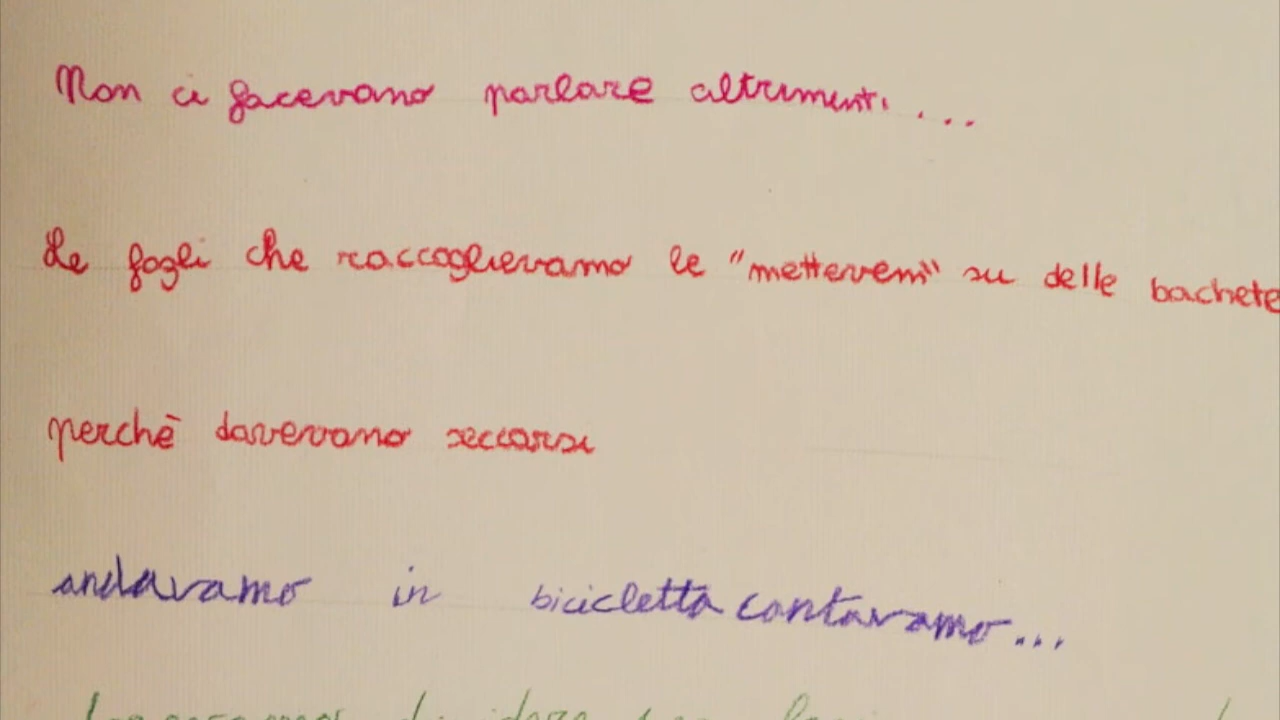 Non ci facevano parlare altrimenti...
Le fogli che raccoglievamo le "mettevem" su delle bachete
perchè dovevano seccarsi
andavamo in bicicletta cantavamo...